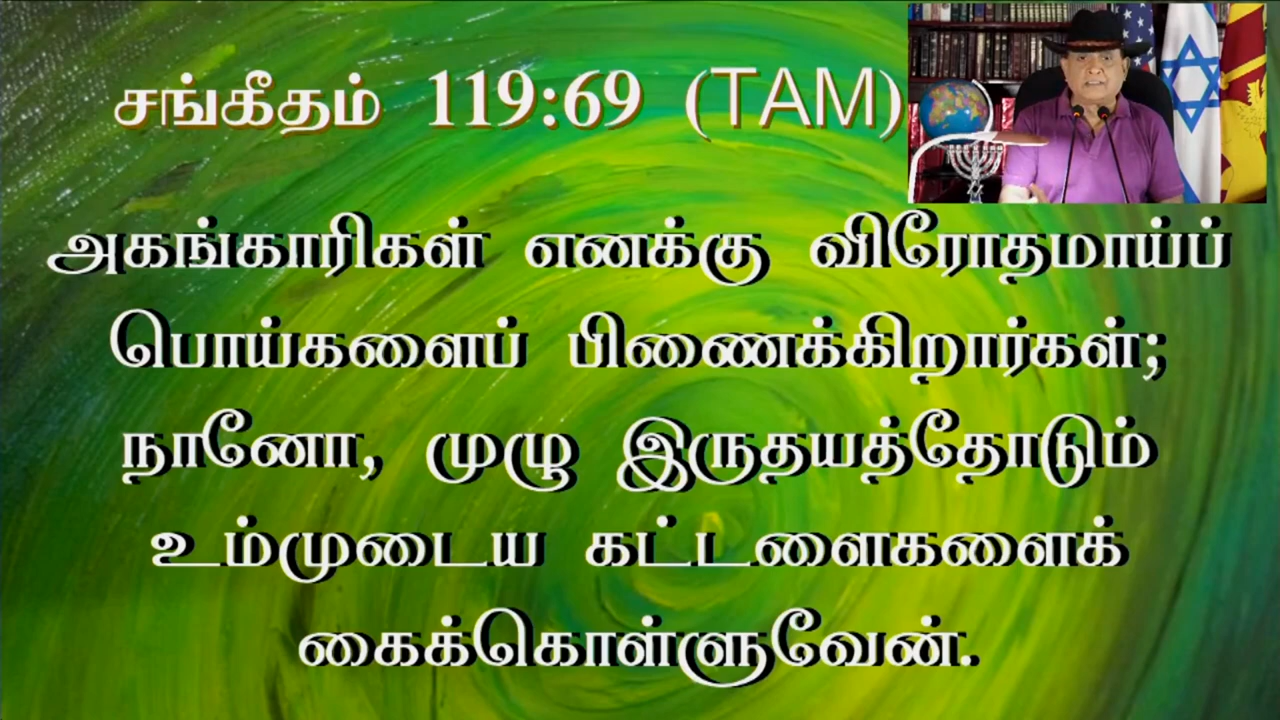 சங்கீதம் 119:69 (TAM)
அகங்காரிகள் எனக்கு விரோதமாய்ப்
பொய்களைப் பிணைக்கிறார்கள்;
நானோ, முழு இருதயத்தோடும்
உம்முடைய கட்டளைகளைக்
கைக்கொள்ளுவேன்.